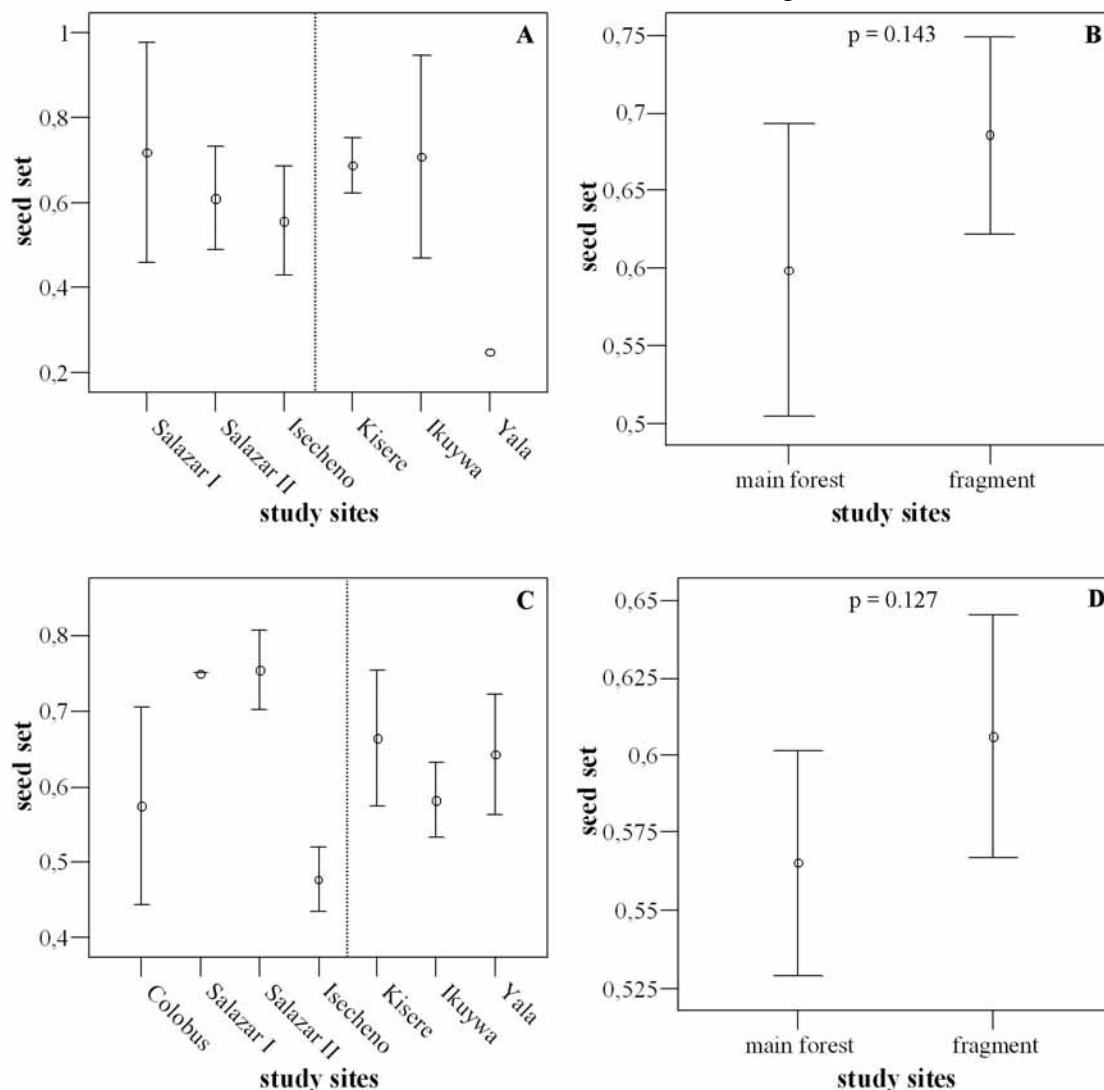 A
p = 0.143
B
seed set
1
0,8
0,6
0,4
0,2
Salazar I
Salazar II
Isecheno
Kisere
Ikuywa
Yala
study sites
seed set
0,75
0,7
0,65
0,6
0,55
0,5
main forest
fragment
study sites
C
p = 0.127
D
seed set
0,8
0,7
0,6
0,5
0,4
Colobus
Salazar I
Salazar II
Isecheno
Kisere
Ikuywa
Yala
study sites
seed set
0,65
0,625
0,6
0,575
0,55
0,525
main forest
fragment
study sites